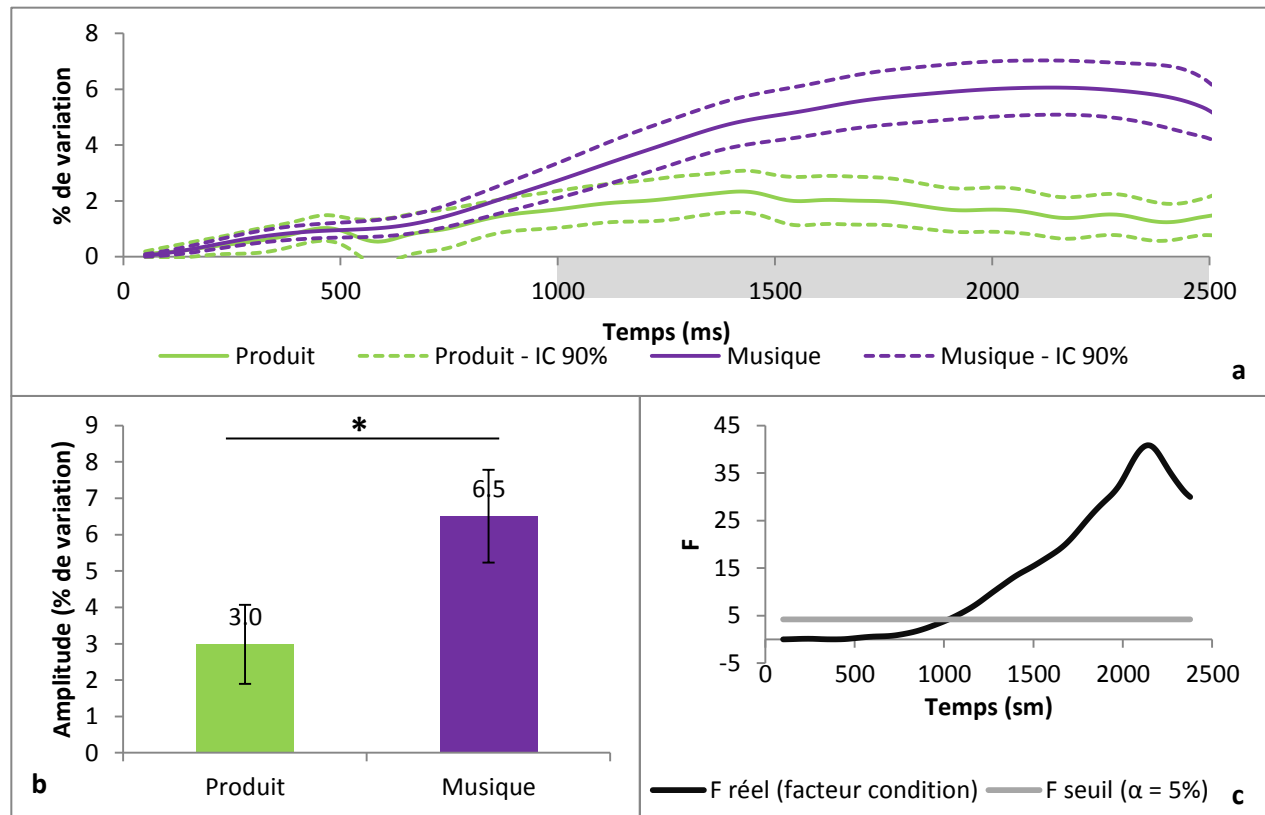 8
6
4
2
0
% de variation
0 500 1000 1500 2000 2500
Temps (ms)
Produit Produit - IC 90% Musique Musique - IC 90%
a
9
8
7
6
5
4
3
2
1
0
Amplitude (% de variation)
*
3.0
6.5
Produit Musique
b
45
35
25
15
5
-5
F
0 500 1000 1500 2000 2500
Temps (sm)
F réel (facteur condition) F seuil (α = 5%)
c